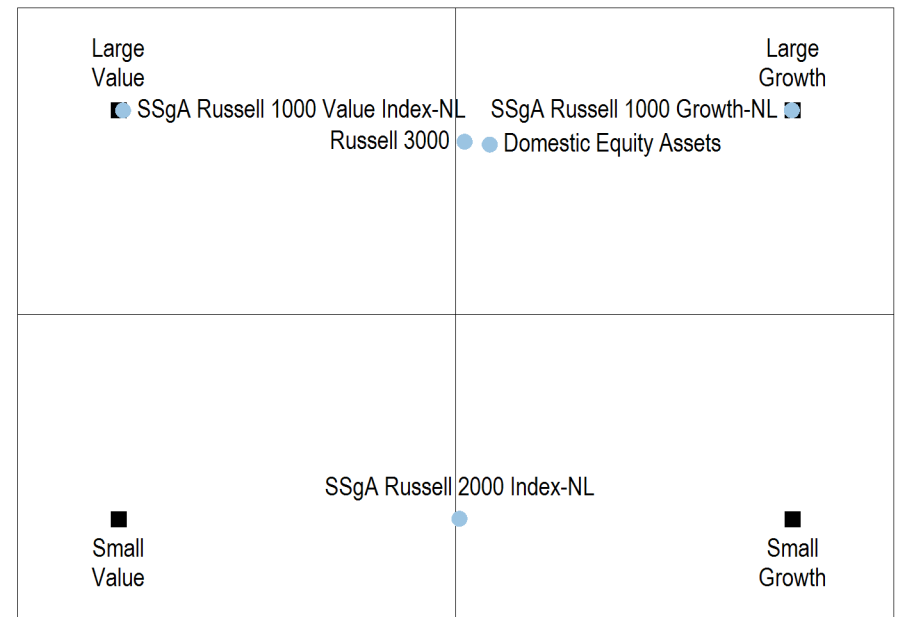 Large
Value
Large
Growth
SSgA Russell 1000 Value Index-NL
SSgA Russell 1000 Growth-NL
Russell 3000
Domestic Equity Assets
SSgA Russell 2000 Index-NL
Small
Value
Small
Growth